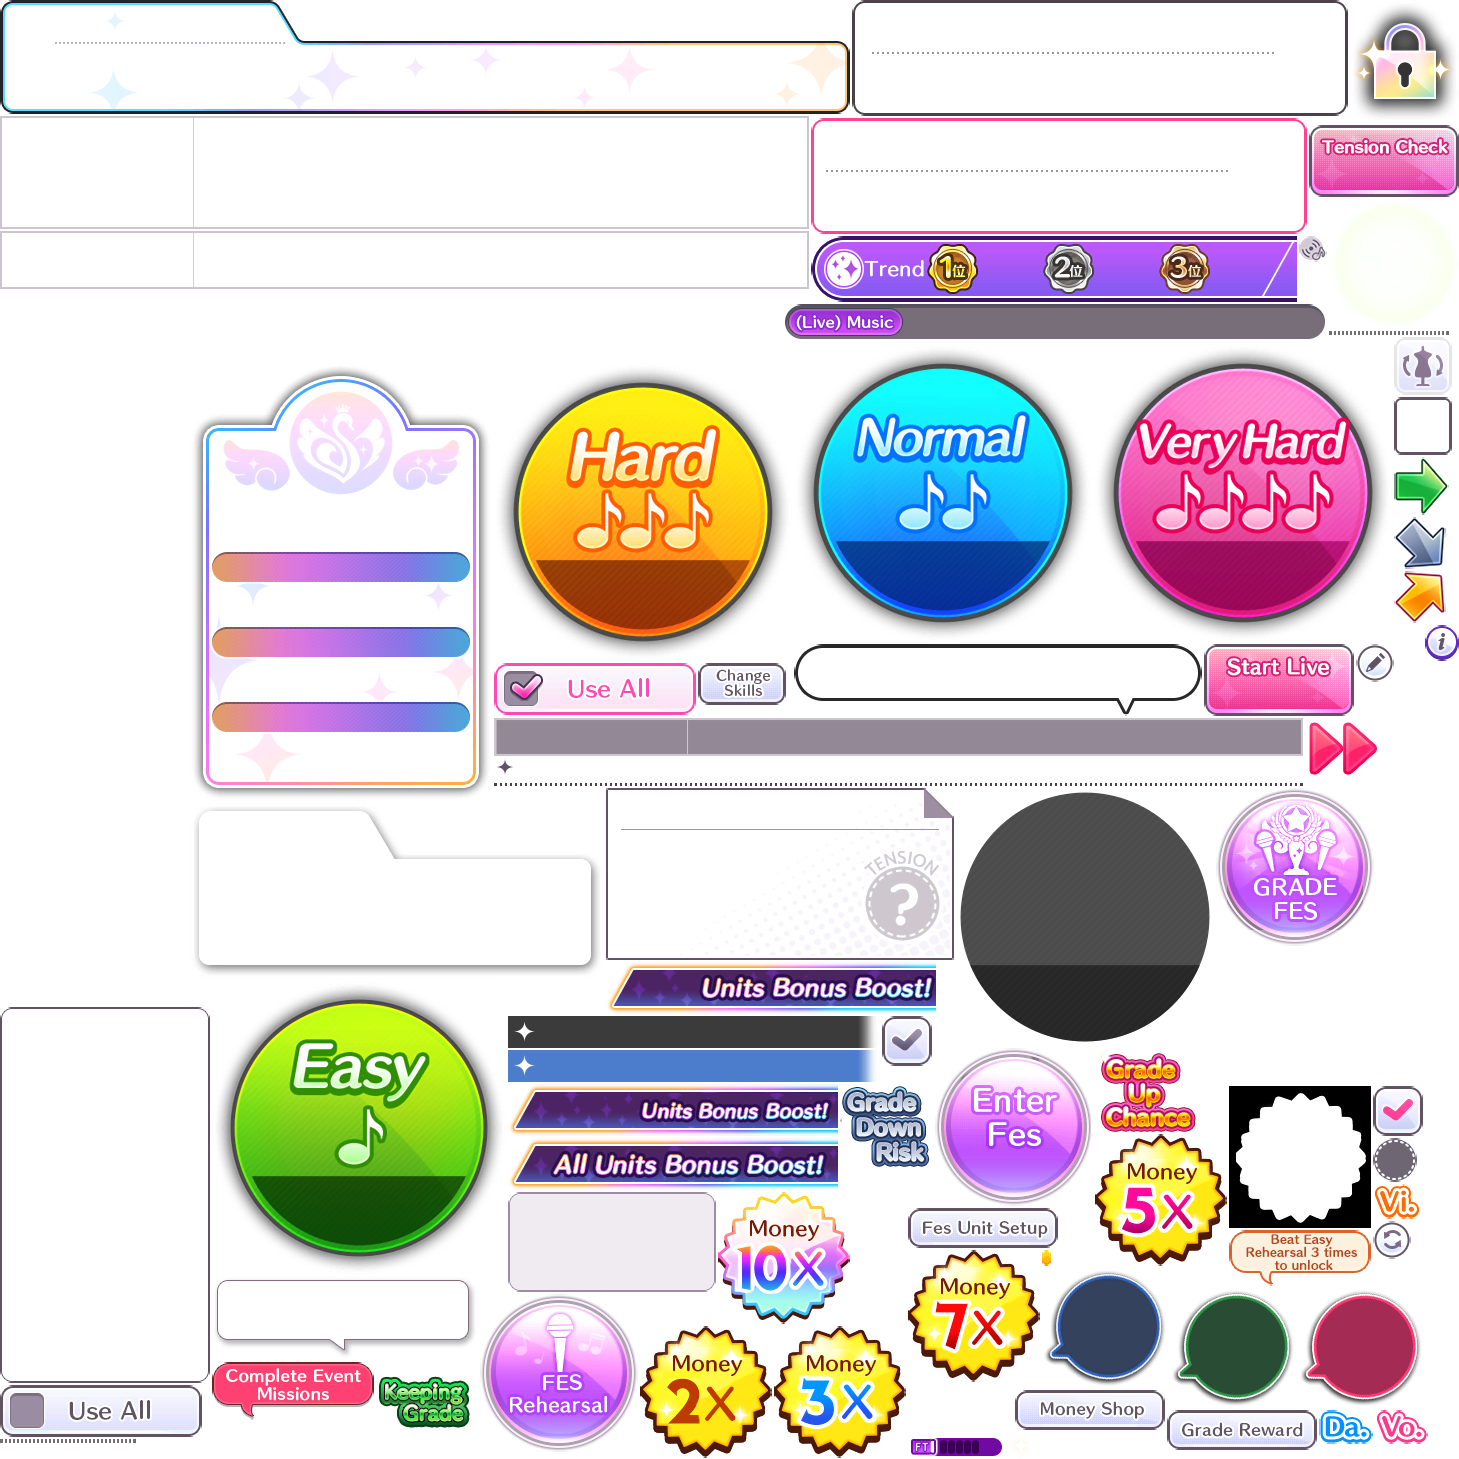 Tension Check
Trend
1位
2位
3位
(Live) Music
Hard
Normal
Very Hard
Use All
Change
Skills
Start Live
TENSION
?
GRADE
FES
Units Bonus Boost!
Easy
Units Bonus Boost!
All Units Bonus Boost!
Grade
Down
Risk
Enter
Fes
Grade
Up
Chance
Money
5X
Vi.
Fes Unit Setup
Beat Easy
Rehearsal 3 times
to unlock
Money
10X
Money
7X
FES
Rehearsal
Money
2X
Money
3X
Complete Event
Missions
Keeping
Grade
Use All
Money Shop
Grade Reward
Da.
Vo.
FT